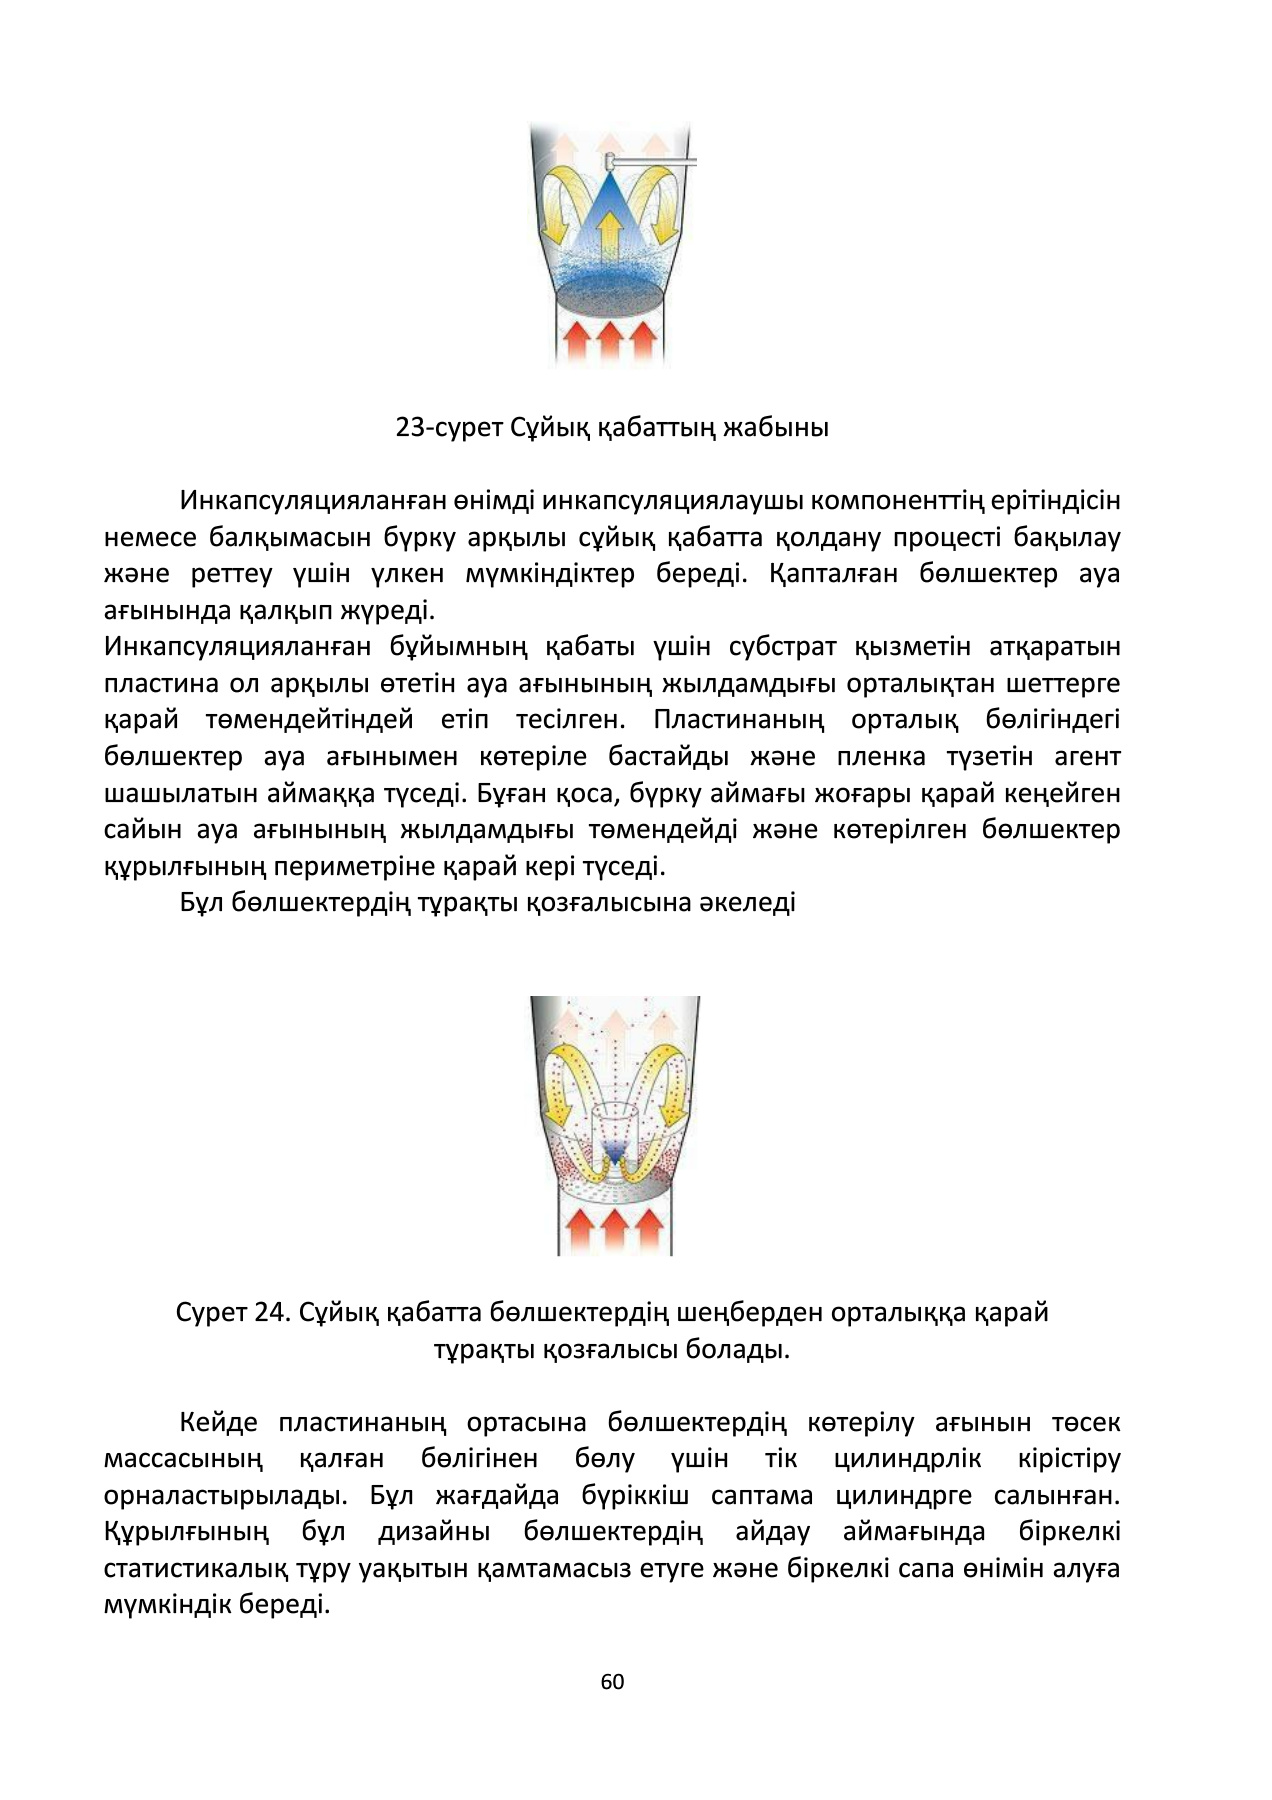 23-сурет Сұйық қабаттың жабыны
Инкапсуляцияланған өнімді инкапсуляциялаушы компоненттің ерітіндісін
немесе балқымасын бүрку арқылы сұйық қабатта қолдану процесті бақылау
және реттеу үшін үлкен мүмкіндіктер береді. Қапталған бөлшектер ауа
ағынында қалқып жүреді.
Инкапсуляцияланған бұйымның қабаты үшін субстрат қызметін атқаратын
пластина ол арқылы өтетін ауа ағынының жылдамдығы орталықтан шеттерге
қарай төмендейтіндей етіп тесілген. Пластинаның орталық бөлігіндегі
бөлшектер ауа ағынымен көтеріле бастайды және пленка түзетін агент
шашылатын аймаққа түседі. Бұған қоса, бүрку аймағы жоғары қарай кеңейген
сайын ауа ағынының жылдамдығы төмендейді және көтерілген бөлшектер
құрылғының периметріне қарай кері түседі.
Бұл бөлшектердің тұрақты қозғалысына әкеледі
Сурет 24. Сұйық қабатта бөлшектердің шеңберден орталыққа қарай
тұрақты қозғалысы болады.
Кейде пластинаның ортасына бөлшектердің көтерілу ағынын төсек
массасының қалған бөлігінен бөлу үшін тік цилиндрлік кірістіру
орналастырылады. Бұл жағдайда бүріккіш саптама цилиндрге салынған.
Құрылғының бұл дизайны бөлшектердің айдау аймағында біркелкі
статистикалық тұру уақытын қамтамасыз етуге және біркелкі сапа өнімін алуға
мүмкіндік береді.
60